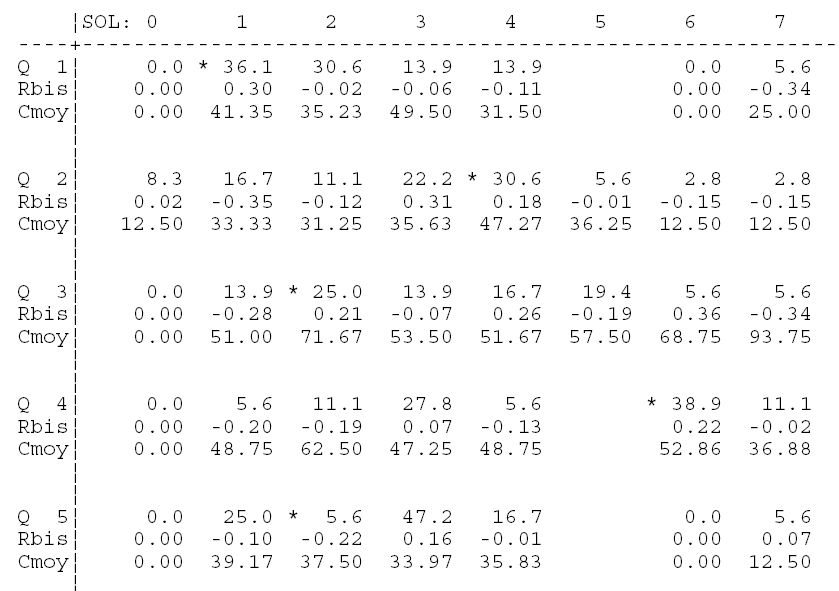 |SOL: 0 1 2 3 4 5 6 7
----+----------------------------------------------------------------
Q 1| 0.0 * 36.1 30.6 13.9 13.9 0.0 5.6
Rbis| 0.00 0.30 -0.02 -0.06 -0.11 0.00 -0.34
Cmoy| 0.00 41.35 35.23 49.50 31.50 0.00 25.00
Q 2| 8.3 16.7 11.1 22.2 * 30.6 5.6 2.8 2.8
Rbis| 0.02 -0.35 -0.12 0.31 0.18 -0.01 -0.15 -0.15
Cmoy| 12.50 33.33 31.25 35.63 47.27 36.25 12.50 12.50
Q 3| 0.0 13.9 * 25.0 13.9 16.7 19.4 5.6 5.6
Rbis| 0.00 -0.28 0.21 -0.07 0.26 -0.19 0.36 -0.34
Cmoy| 0.00 51.00 71.67 53.50 51.67 57.50 68.75 93.75
Q 4| 0.0 5.6 11.1 27.8 5.6 * 38.9 11.1
Rbis| 0.00 -0.20 -0.19 0.07 -0.13 0.22 -0.02
Cmoy| 0.00 48.75 62.50 47.25 48.75 52.86 36.88
Q 5| 0.0 25.0 * 5.6 47.2 16.7 0.0 5.6
Rbis| 0.00 -0.10 -0.22 0.16 -0.01 0.00 0.07
Cmoy| 0.00 39.17 37.50 33.97 35.83 0.00 12.50